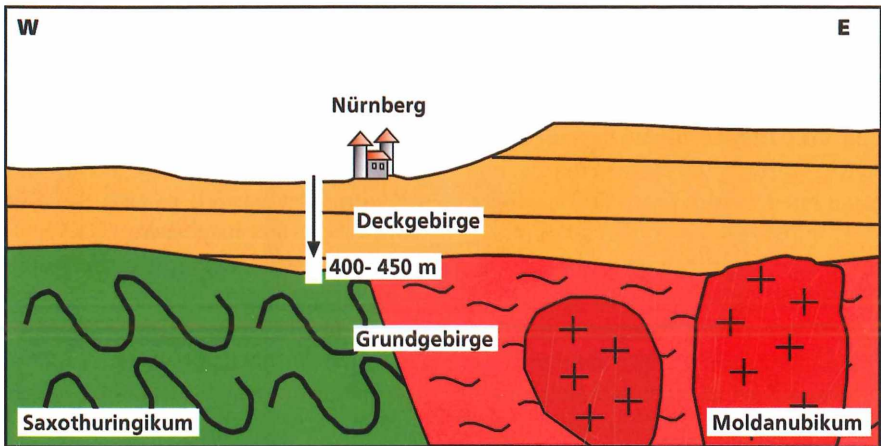 W
E
Nürnberg
Deckgebirge
400- 450 m
Grundgebirge
Saxothuringikum
Moldanubikum